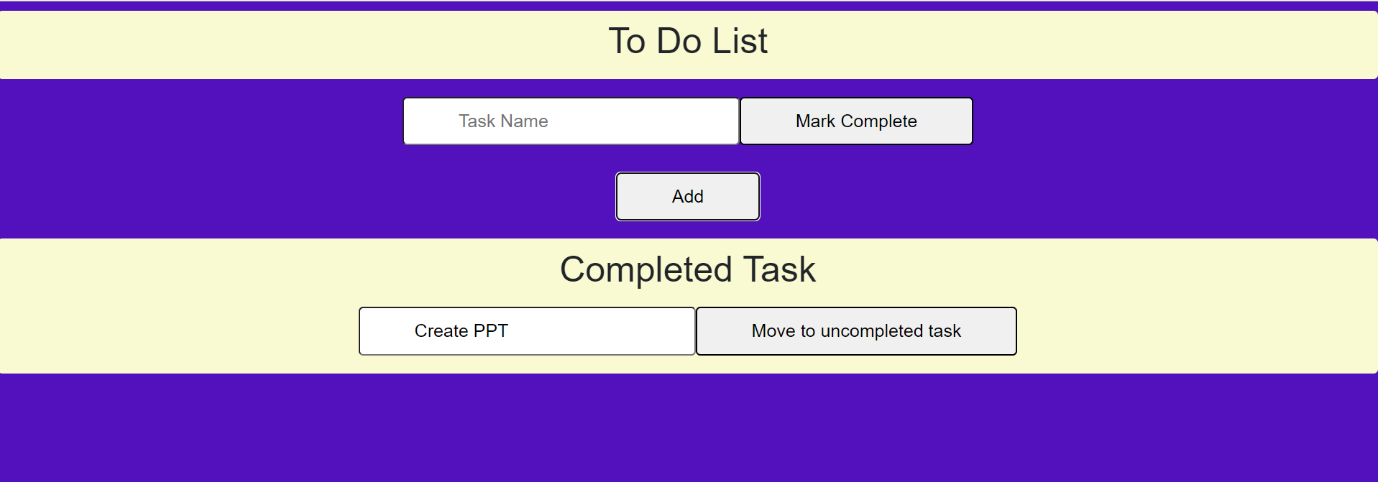 To Do List
Task Name Mark Complete
Add
Completed Task
Create PPT Move to uncompleted task